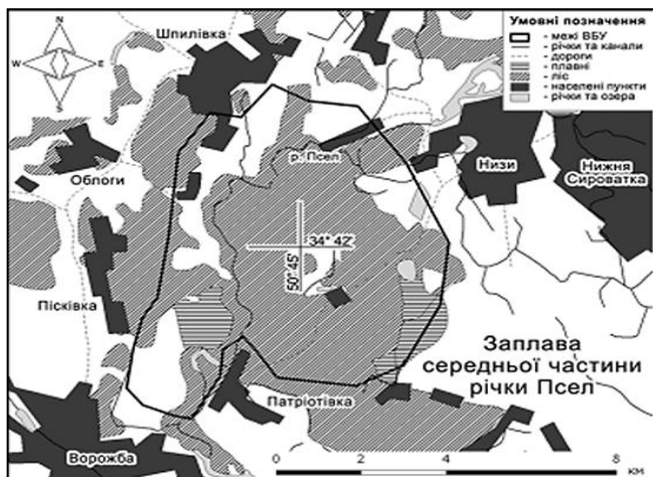 Умовні позначення
- межі ВБУ
- річки та канали
- дороги
- плавні
- ліс
- населені пункти
- річки та озера
N
W
E
S
Шпилівка
р. Псел
Низи
Нижня
Сироватка
Облоги
34° 42'
50° 45'
Пісківка
Заплава
середньої частини
річки Псел
Патріотівка
Ворожба
0 2 4 6 8
км